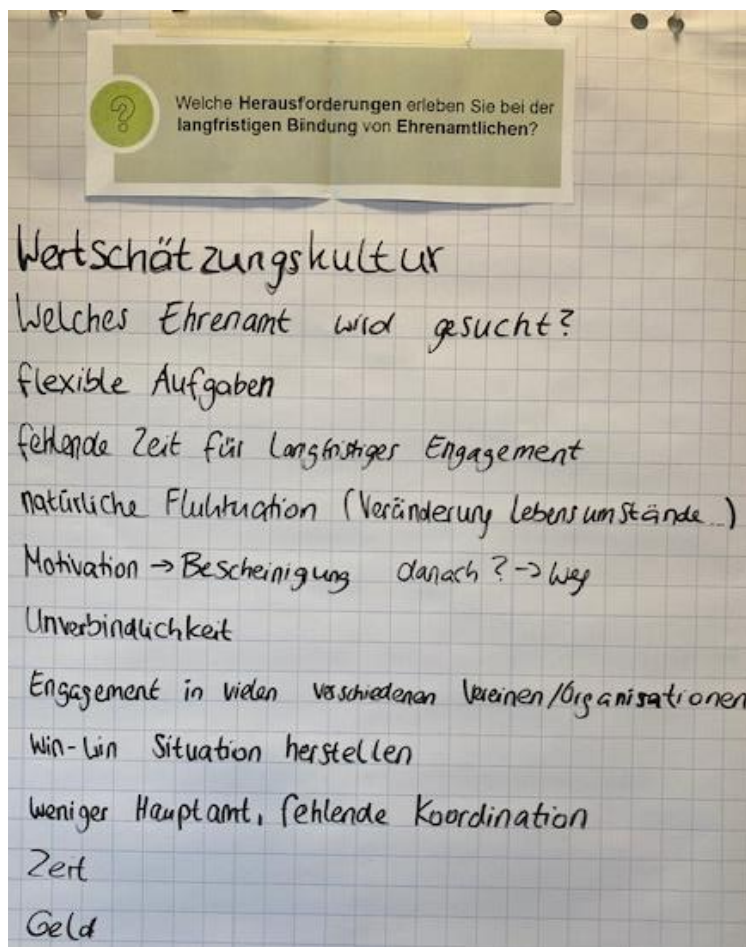 Welche Herausforderungen erleben Sie bei der
langfristigen Bindung von Ehrenamtlichen?
Wertschätzungskultur
Welches Ehrenamt wird gesucht?
flexible Aufgaben
fehlende Zeit für langfristiges Engagement
natürliche Fluktuation (Veränderung Lebensumstände...)
Motivation → Bescheinigung danach? → weg
Unverbindlichkeit
Engagement in vielen verschiedenen Vereinen/Organisationen
Win-Win Situation herstellen
weniger Hauptamt, fehlende Koordination
Zeit
Geld